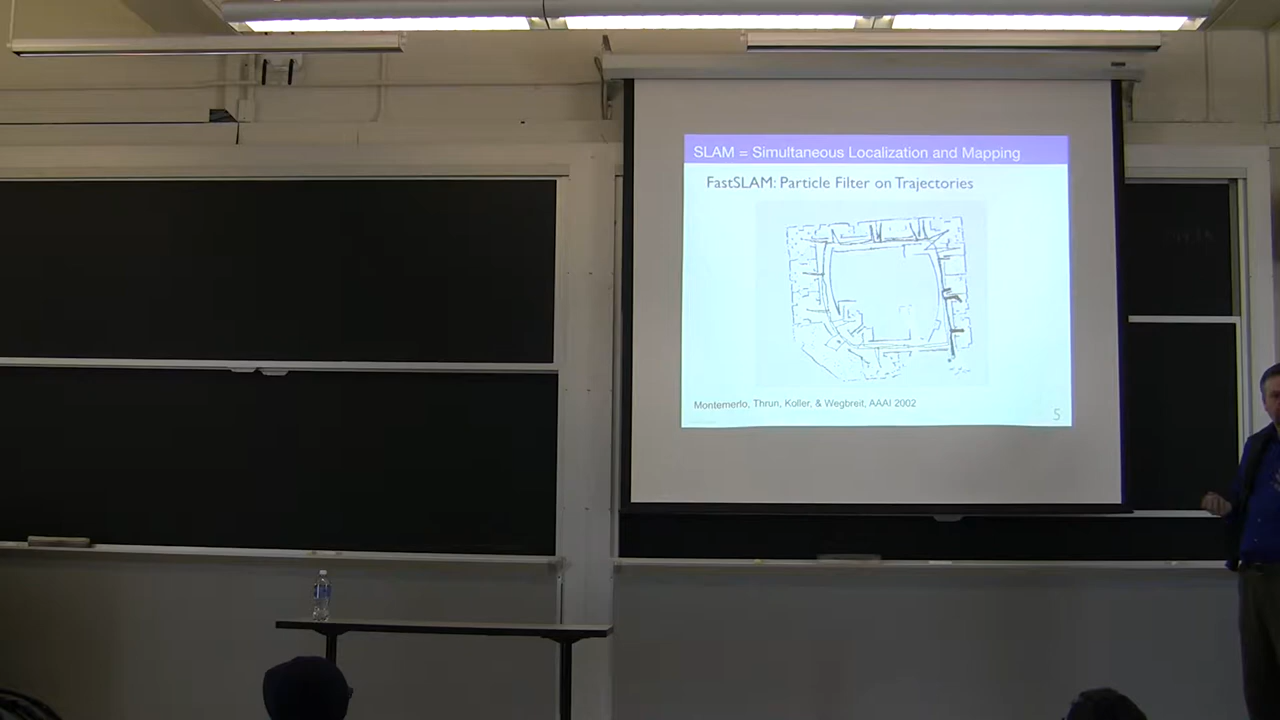 SLAM = Simultaneous Localization and Mapping
FastSLAM: Particle Filter on Trajectories
Montemerlo, Thrun, Koller, & Wegbreit, AAAI 2002
5